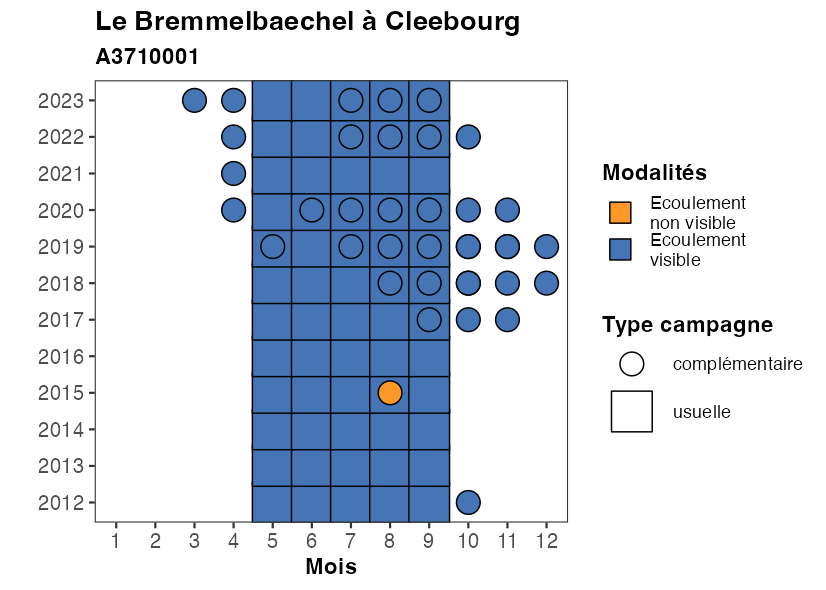 Le Bremmelbaechel à Cleebourg
A3710001
2023
2022
2021
2020
2019
2018
2017
2016
2015
2014
2013
2012
1 2 3 4 5 6 7 8 9 10 11 12
Mois
Modalités
Ecoulement
non visible
Ecoulement
visible
Type campagne
complémentaire
usuelle